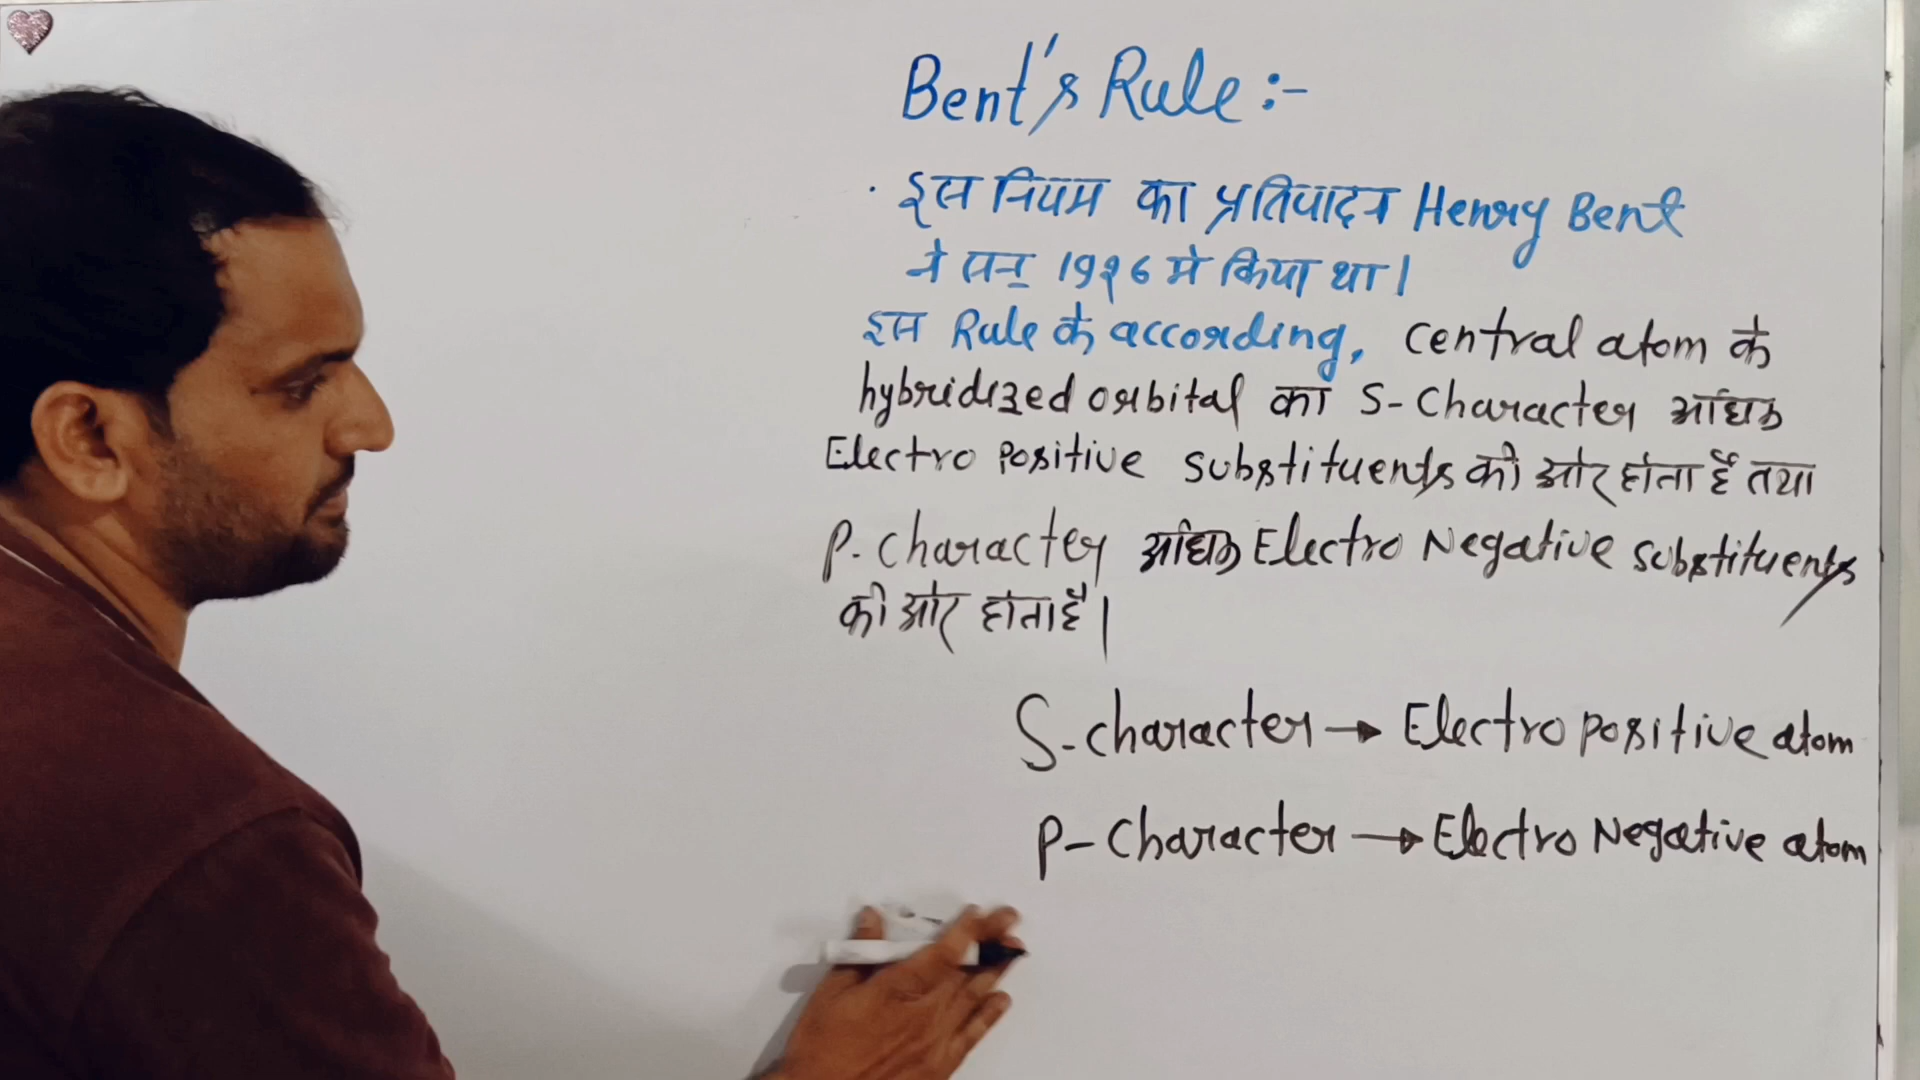 Bent's Rule :-
· इस नियम का प्रतिपादन Henry Bent
ने सन् 1926 मे किया था।
इस Rule के according, central atom के
hybridized orbital का S-Character अधिक
Electro Positive Substituents की ओर होता है तथा
P-Character अधिक Electro Negative Substituents
की ओर होता है।
S-character → Electro positive atom
P-Character → Electro Negative atom